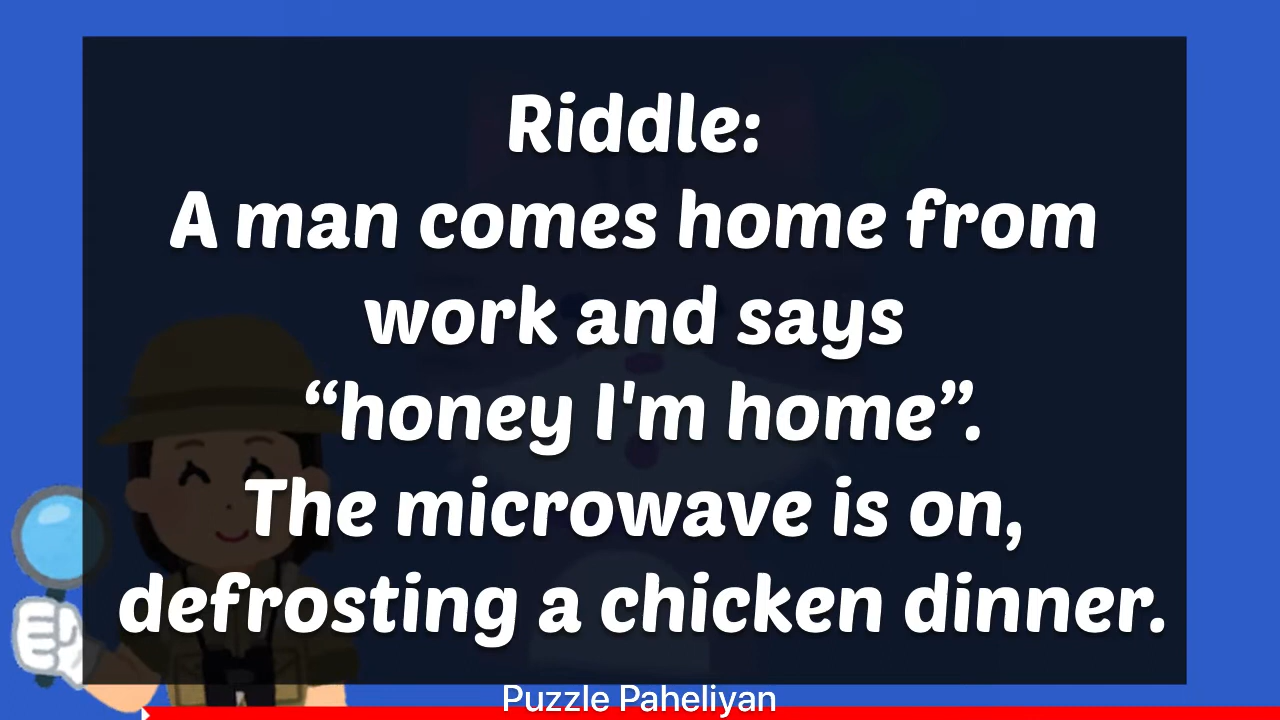 Riddle:
A man comes home from
work and says
“honey I'm home”.
The microwave is on,
defrosting a chicken dinner.
Puzzle Paheliyan